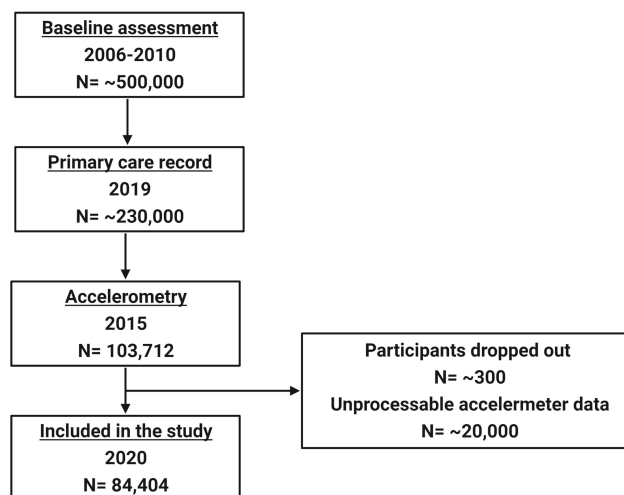 Baseline assessment
2006-2010
N= ~500,000
Primary care record
2019
N= ~230,000
Accelerometry
2015
N= 103,712
Participants dropped out
N= ~300
Unprocessable accelermeter data
N= ~20,000
Included in the study
2020
N= 84,404